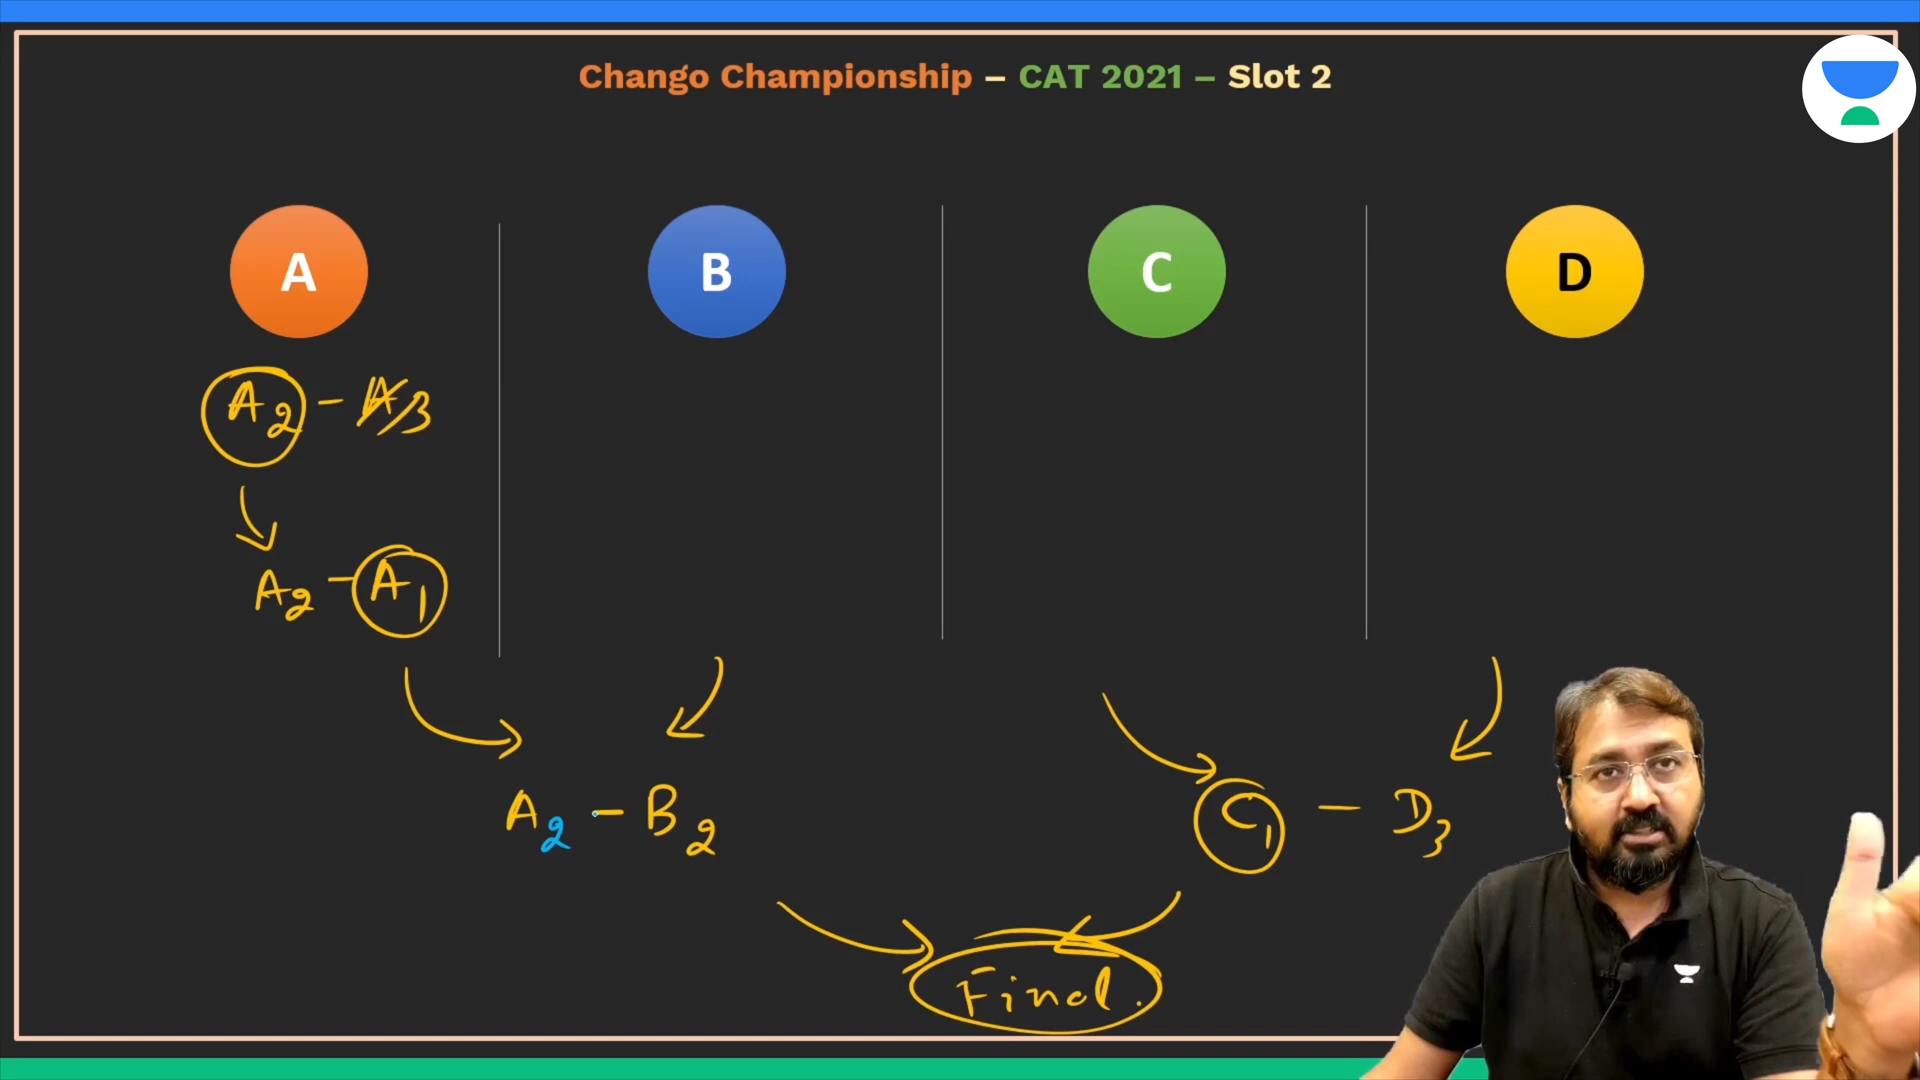 Chango Championship – CAT 2021 – Slot 2
A
B
C
D
A2 - A3
A2 - A1
A2 - B2
C1 - D3
Final.